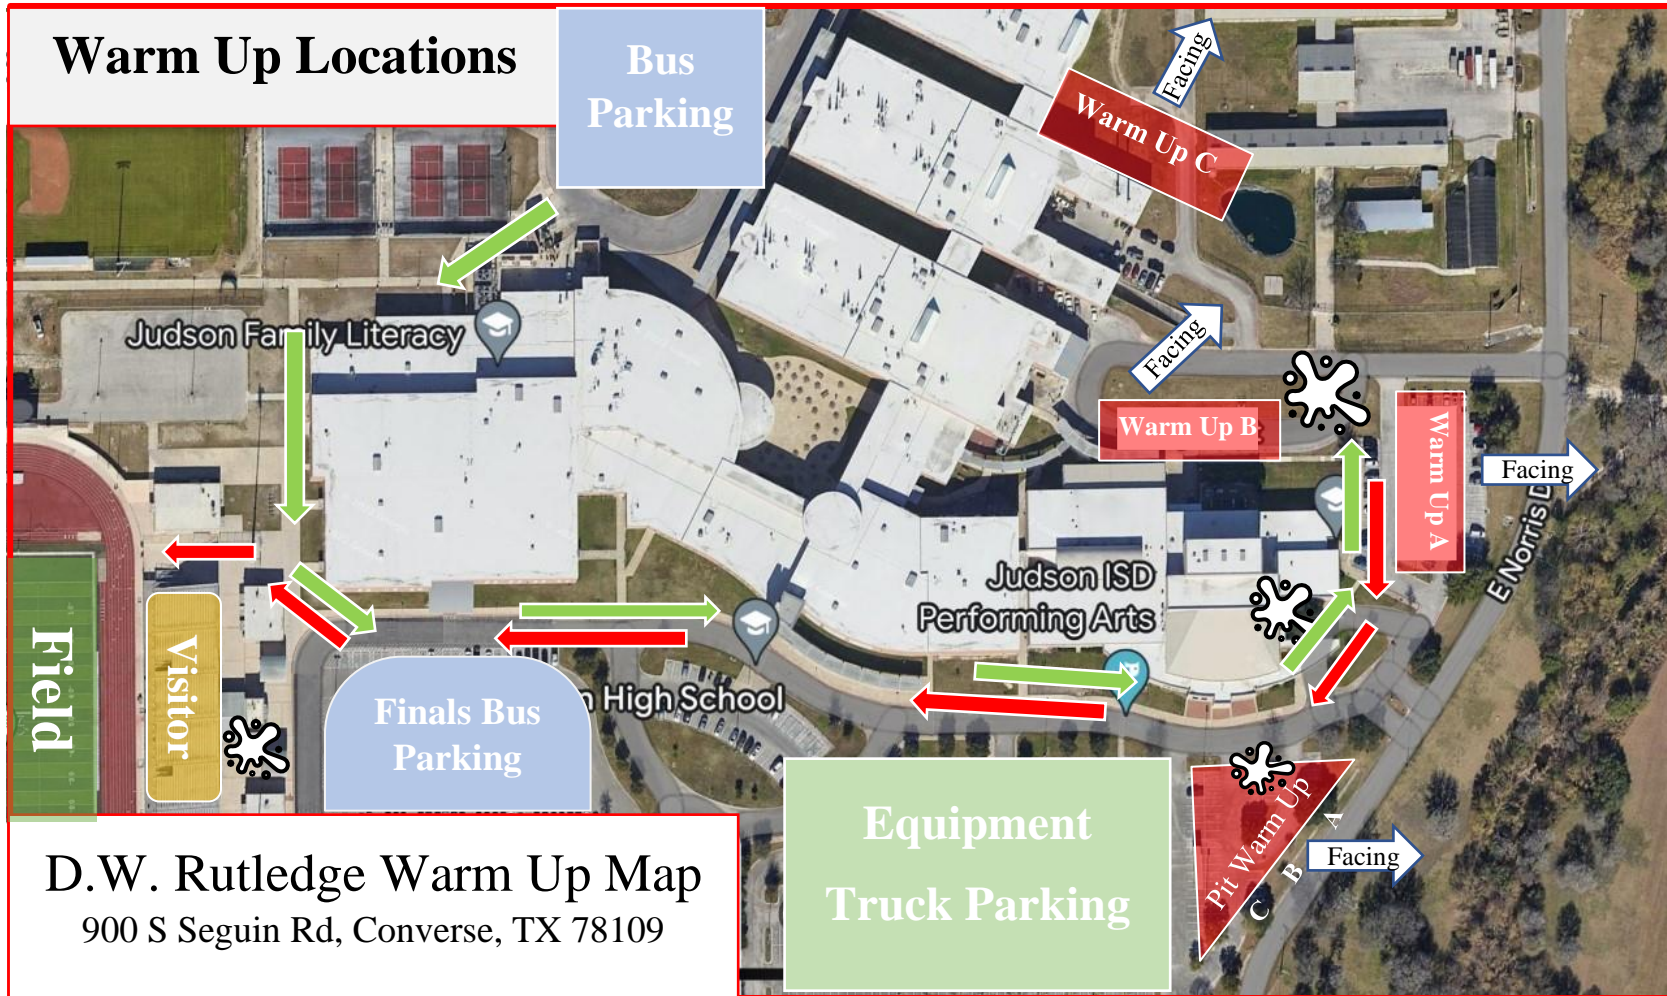 Warm Up Locations
Bus
Parking
Facing
Warm Up C
Judson Family Literacy
Facing
Warm Up B
Warm Up A
Facing
E Norris D
Judson ISD
Performing Arts
Field
Visitor
n High School
Finals Bus
Parking
Equipment
Truck Parking
Pit Warm Up
A
B
C
Facing
D.W. Rutledge Warm Up Map
900 S Seguin Rd, Converse, TX 78109